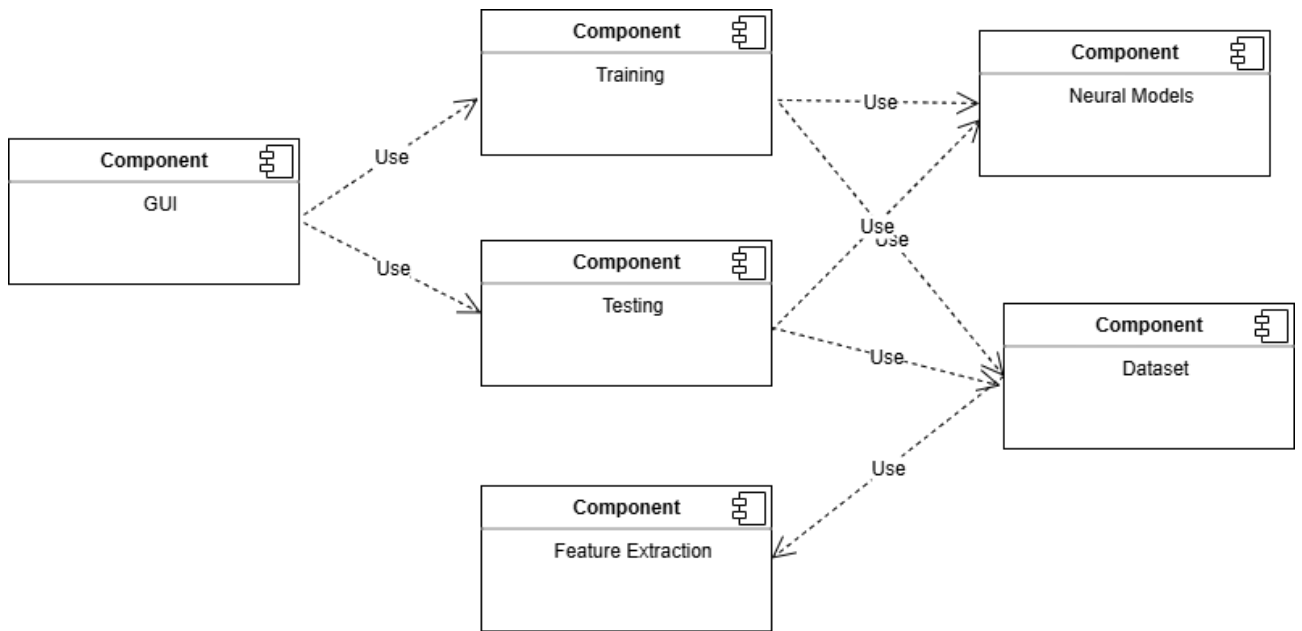 Component
Training
Component
Neural Models
Use
Component
GUI
Use
Use
Use
Component
Testing
Use
Use
Component
Dataset
Use
Component
Feature Extraction